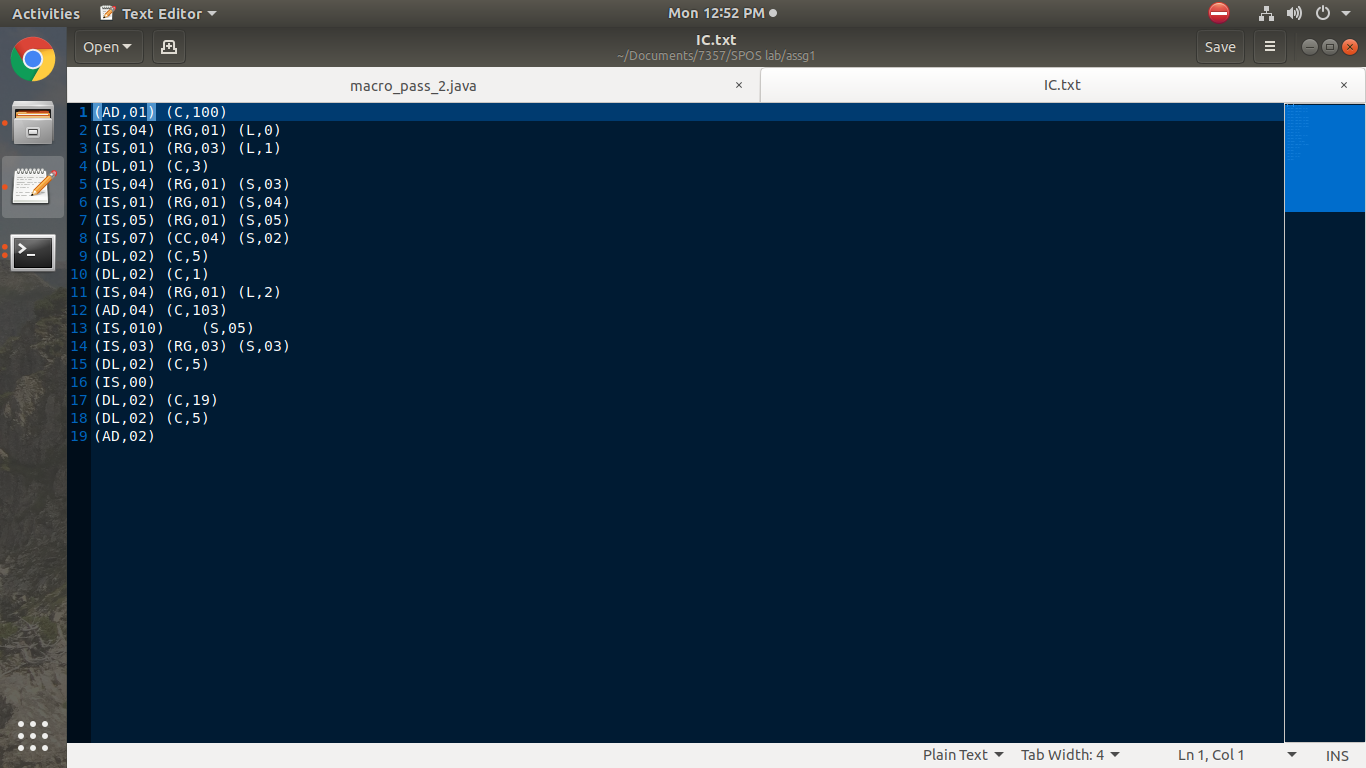 Activities Text Editor Mon 12:52 PM
Open IC.txt Save
~/Documents/7357/SPOS lab/assg1
macro_pass_2.java × IC.txt ×
1 (AD,01) (C,100)
2 (IS,04) (RG,01) (L,0)
3 (IS,01) (RG,03) (L,1)
4 (DL,01) (C,3)
5 (IS,04) (RG,01) (S,03)
6 (IS,01) (RG,01) (S,04)
7 (IS,05) (RG,01) (S,05)
8 (IS,07) (CC,04) (S,02)
9 (DL,02) (C,5)
10 (DL,02) (C,1)
11 (IS,04) (RG,01) (L,2)
12 (AD,04) (C,103)
13 (IS,010)    (S,05)
14 (IS,03) (RG,03) (S,03)
15 (DL,02) (C,5)
16 (IS,00)
17 (DL,02) (C,19)
18 (DL,02) (C,5)
19 (AD,02)
Plain Text Tab Width: 4 Ln 1, Col 1 INS